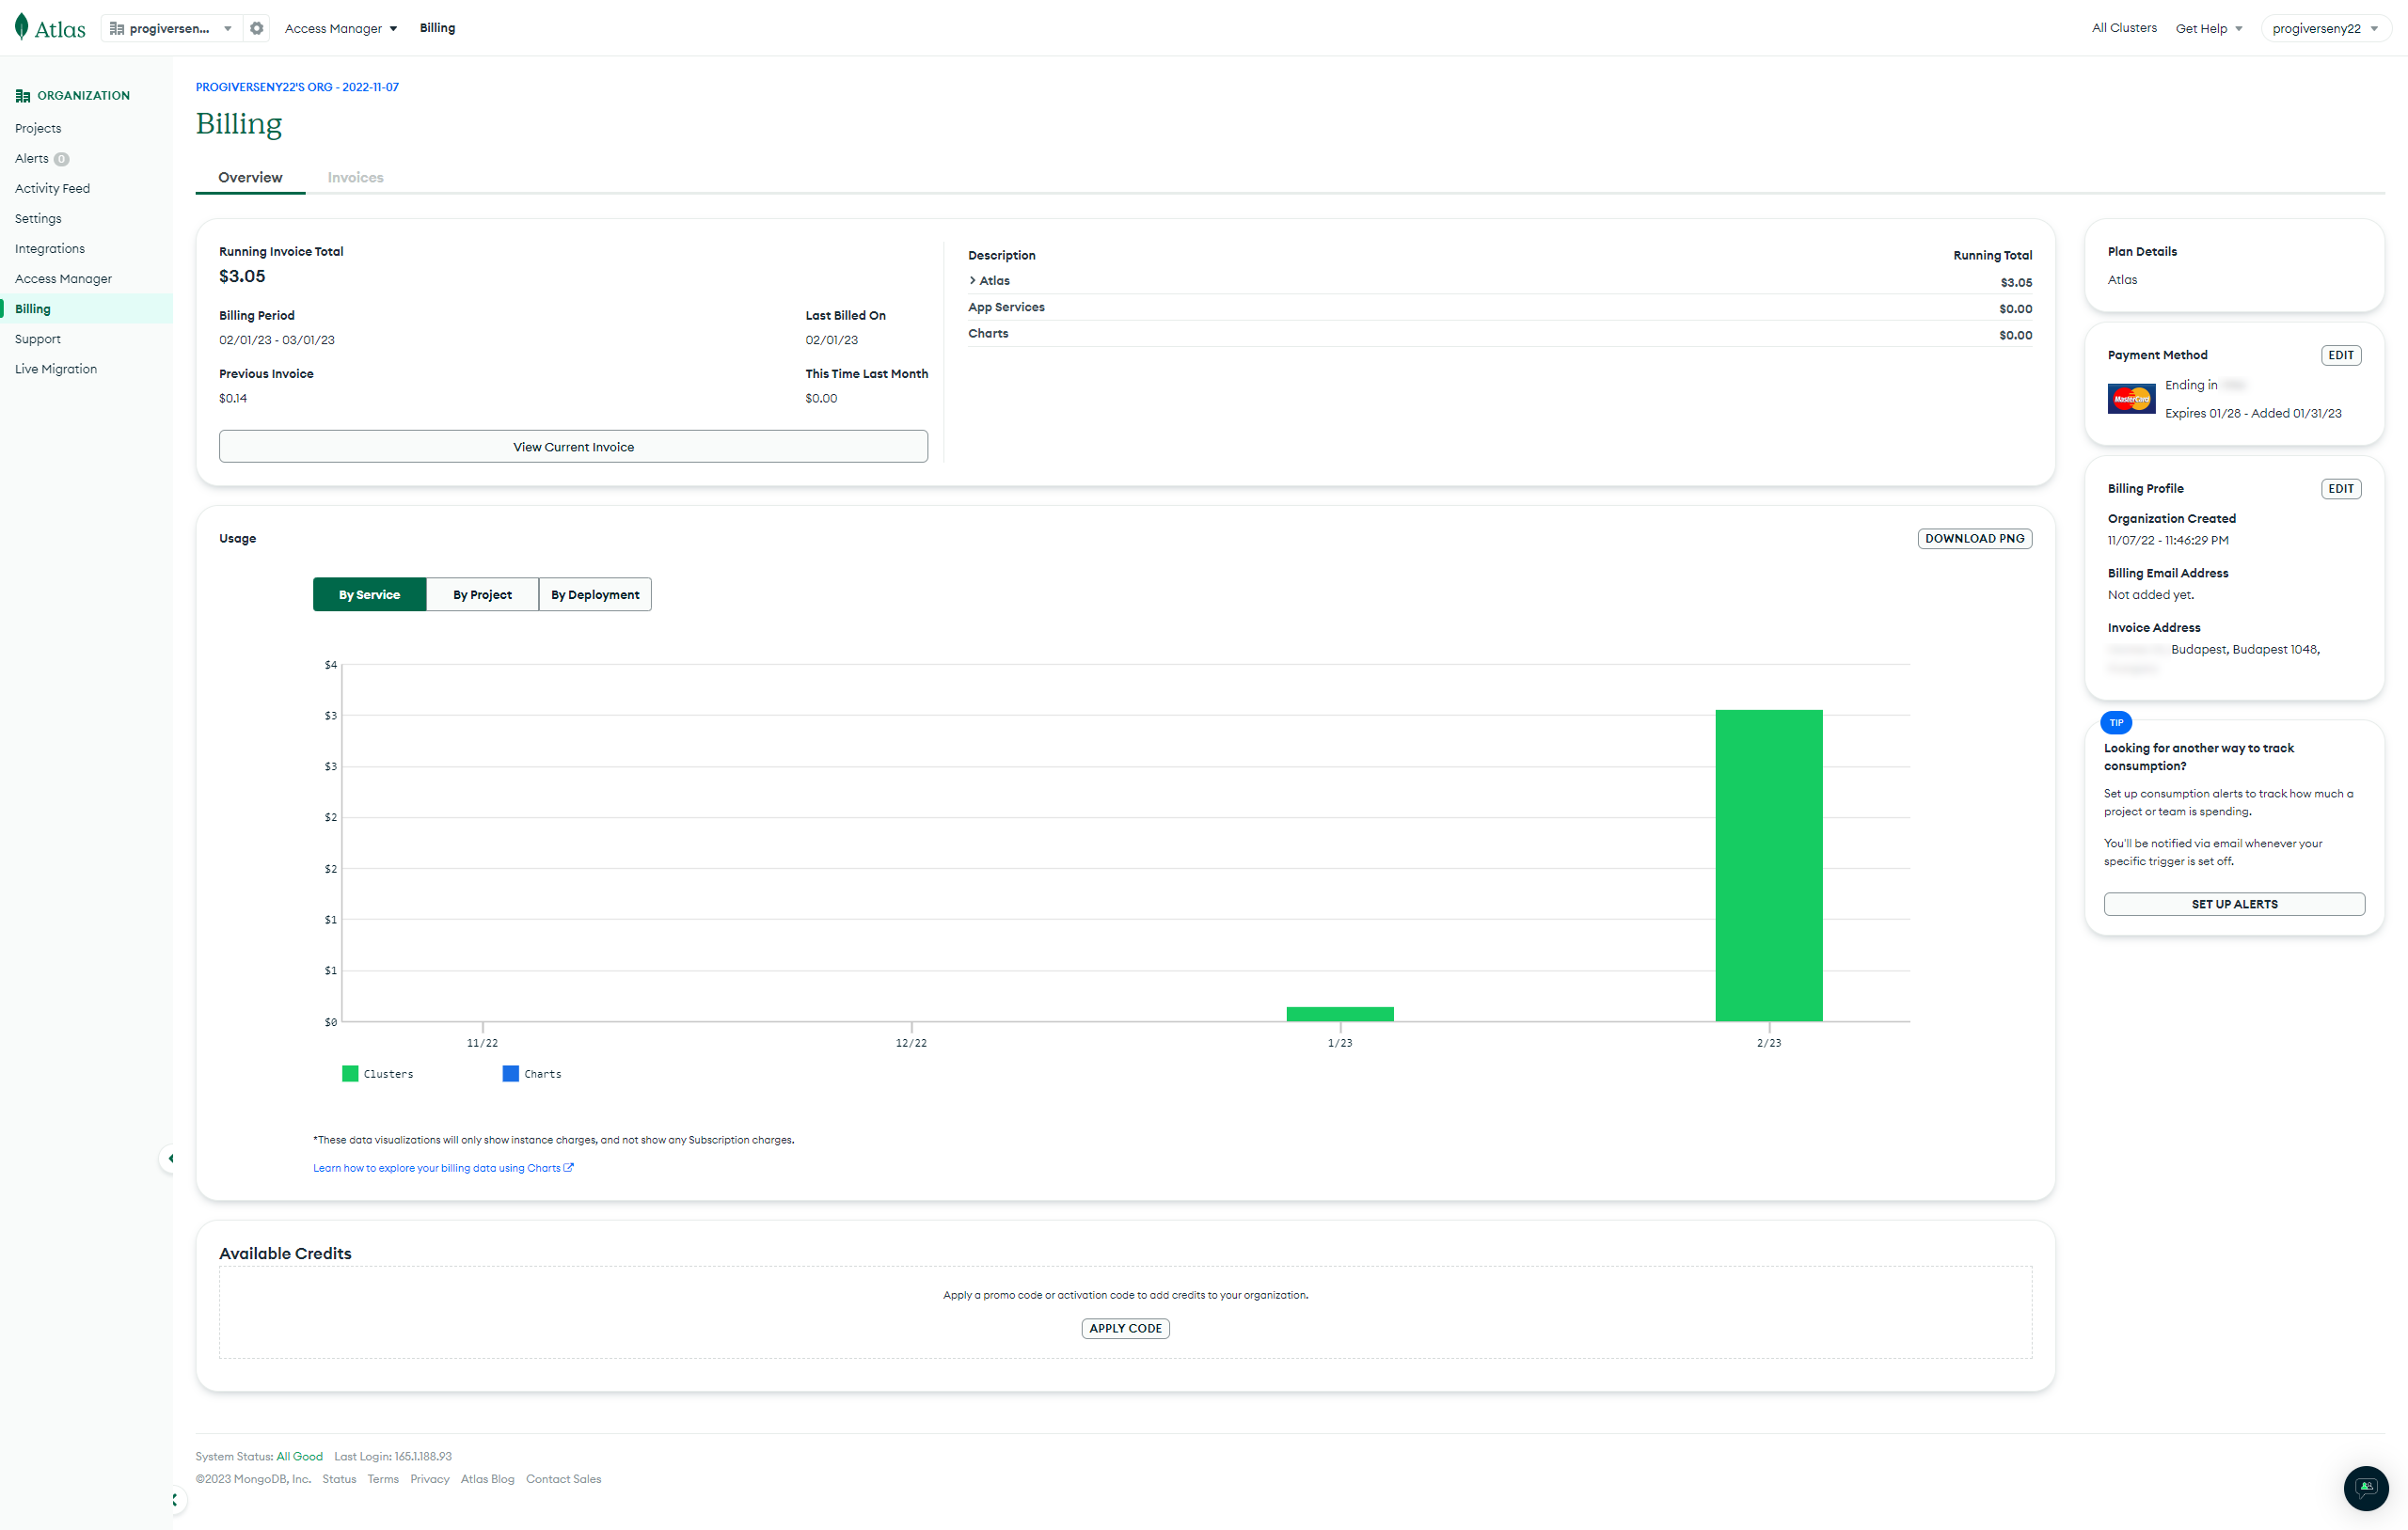 Atlas
progiversen...
Access Manager
Billing
All Clusters
Get Help
progiverseny22
ORGANIZATION
Projects
Alerts 0
Activity Feed
Settings
Integrations
Access Manager
Billing
Support
Live Migration
PROGIVERSENY22'S ORG - 2022-11-07
Billing
Overview
Invoices
Running Invoice Total
$3.05
Billing Period
Last Billed On
02/01/23 - 03/01/23
02/01/23
Previous Invoice
This Time Last Month
$0.14
$0.00
View Current Invoice
Description
Running Total
Atlas
$3.05
App Services
$0.00
Charts
$0.00
Usage
DOWNLOAD PNG
By Service
By Project
By Deployment
$4
$3
$3
$2
$2
$1
$1
$0
11/22
12/22
1/23
2/23
Clusters
Charts
*These data visualizations will only show instance charges, and not show any Subscription charges.
Learn how to explore your billing data using Charts
Available Credits
Apply a promo code or activation code to add credits to your organization.
APPLY CODE
Plan Details
Atlas
Payment Method
EDIT
MasterCard
Ending in
Expires 01/28 - Added 01/31/23
Billing Profile
EDIT
Organization Created
11/07/22 - 11:46:29 PM
Billing Email Address
Not added yet.
Invoice Address
Budapest, Budapest 1048,
TIP
Looking for another way to track
consumption?
Set up consumption alerts to track how much a
project or team is spending.
You'll be notified via email whenever your
specific trigger is set off.
SET UP ALERTS
System Status: All Good
Last Login: 165.1.188.93
©2023 MongoDB, Inc.
Status
Terms
Privacy
Atlas Blog
Contact Sales